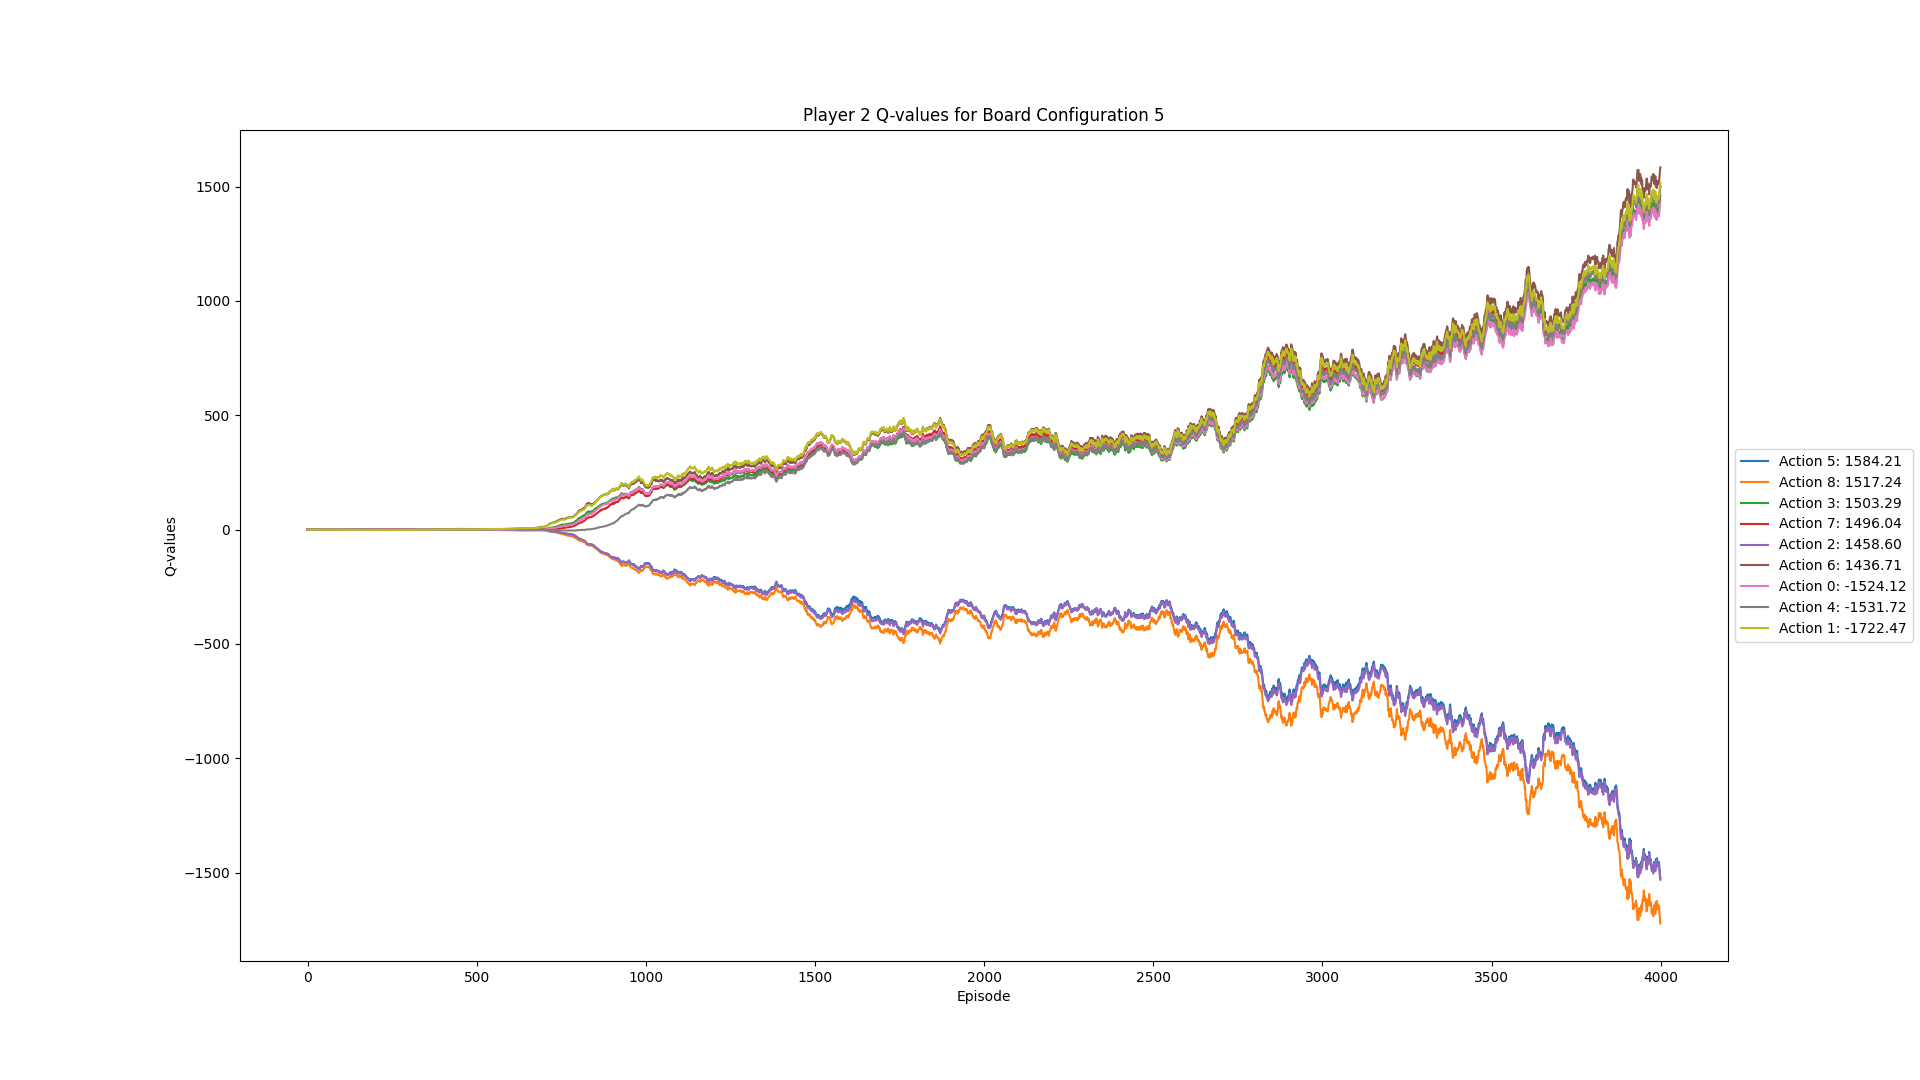 Player 2 Q-values for Board Configuration 5
1500
1000
500
0
−500
−1000
−1500
Q-values
0 500 1000 1500 2000 2500 3000 3500 4000
Episode
Action 5: 1584.21
Action 8: 1517.24
Action 3: 1503.29
Action 7: 1496.04
Action 2: 1458.60
Action 6: 1436.71
Action 0: -1524.12
Action 4: -1531.72
Action 1: -1722.47